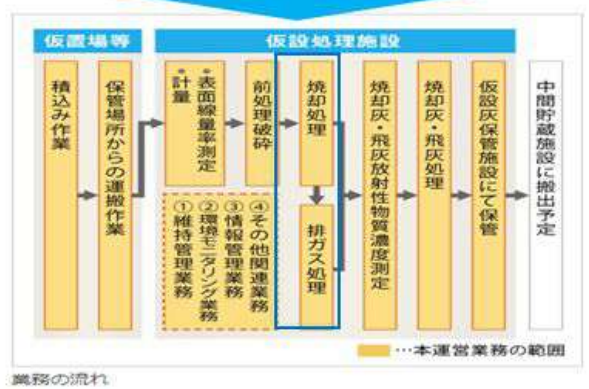 仮置場等
仮設処理施設
積込み作業
保管場所からの運搬作業
・表面線量率測定
・計量
前処理破砕
焼却処理
排ガス処理
焼却灰・飛灰放射性物質濃度測定
焼却灰・飛灰処理
仮設灰保管施設にて保管
中間貯蔵施設に搬出予定
④その他関連業務
③情報管理業務
②環境モニタリング業務
①維持管理業務
…本運営業務の範囲
業務の流れ